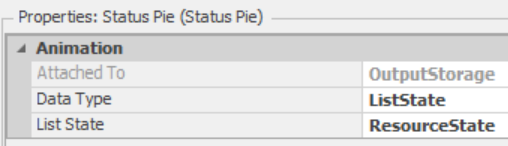 Properties: Status Pie (Status Pie)
Animation
Attached To OutputStorage
Data Type ListState
List State ResourceState